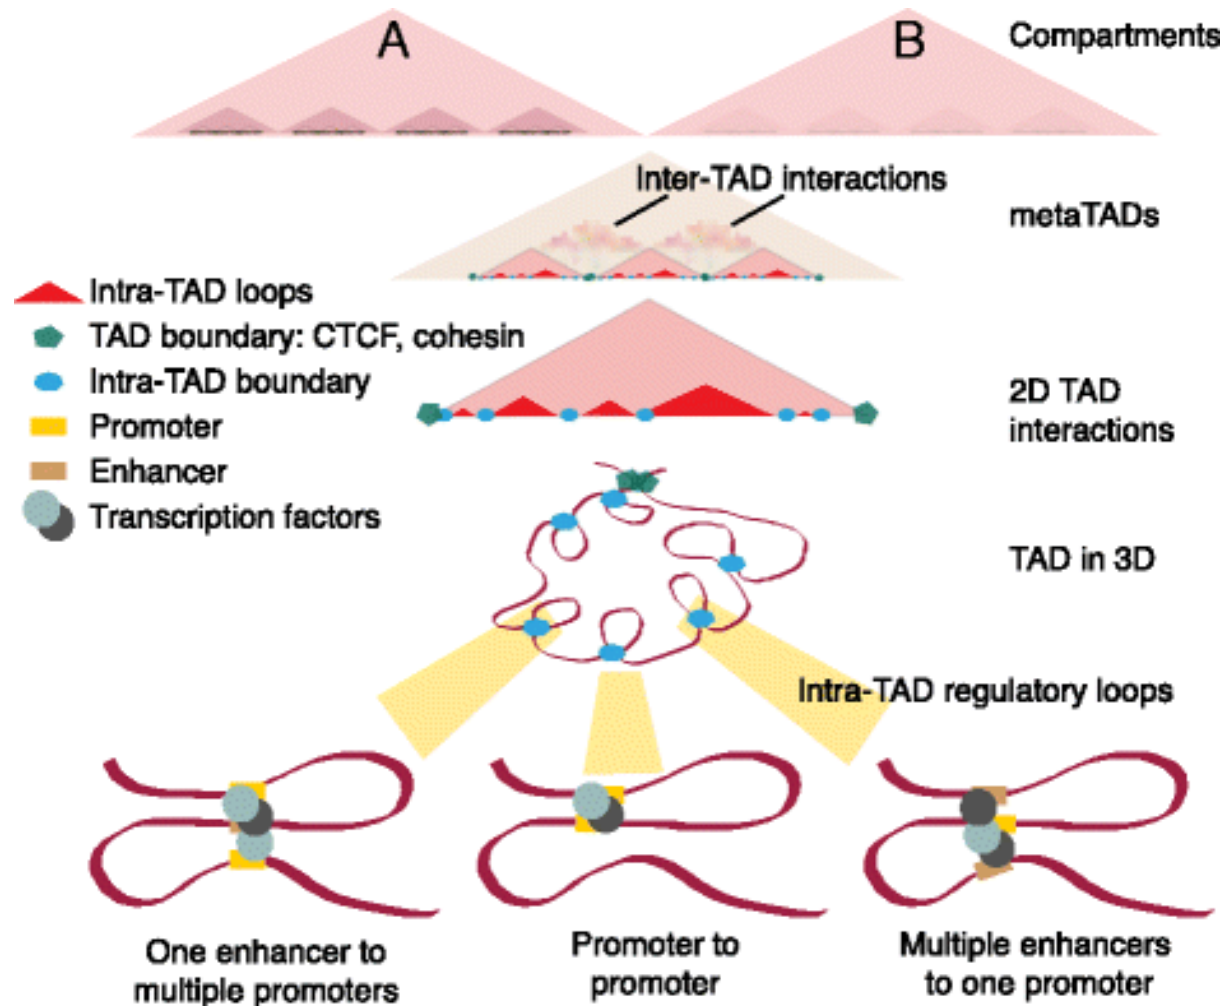 A
B
Compartments
Inter-TAD interactions
metaTADs
Intra-TAD loops
TAD boundary: CTCF, cohesin
Intra-TAD boundary
Promoter
Enhancer
Transcription factors
2D TAD
interactions
TAD in 3D
Intra-TAD regulatory loops
One enhancer to
multiple promoters
Promoter to
promoter
Multiple enhancers
to one promoter